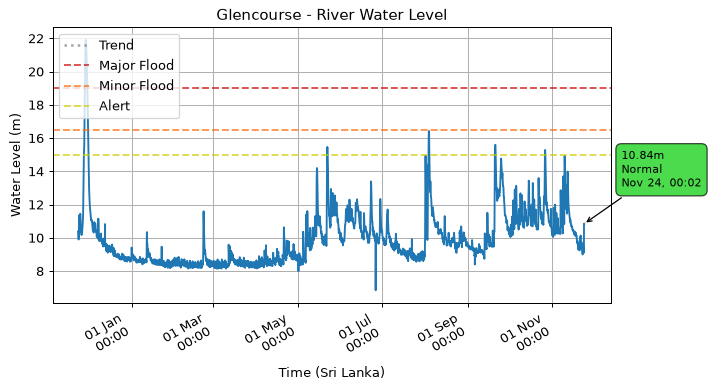 Glencourse - River Water Level
Water Level (m)
22
20
18
16
14
12
10
8
Trend
Major Flood
Minor Flood
Alert
10.84m
Normal
Nov 24, 00:02
01 Jan
00:00
01 Mar
00:00
01 May
00:00
01 Jul
00:00
01 Sep
00:00
01 Nov
00:00
Time (Sri Lanka)